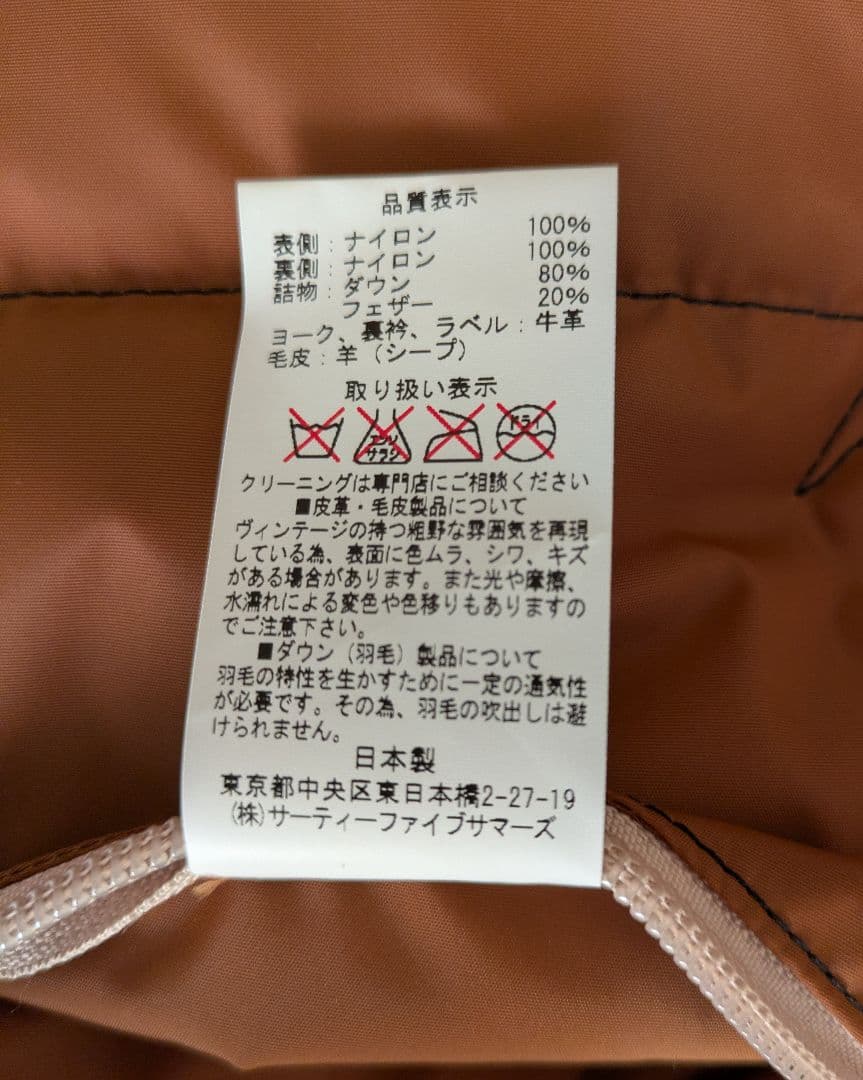 品質表示
表側：ナイロン 100%
裏側：ナイロン 100%
詰物：ダウン 80%
フェザー 20%
ヨーク、裏衿、ラベル：牛革
毛皮：羊（シープ）
取り扱い表示
エンソ サラシ ドライ
クリーニングは専門店にご相談ください
■皮革・毛皮製品について
ヴィンテージの持つ粗野な雰囲気を再現
している為、表面に色ムラ、シワ、キズ
がある場合があります。また光や摩擦、
水濡れによる変色や色移りもありますの
でご注意下さい。
■ダウン（羽毛）製品について
羽毛の特性を生かすために一定の通気性
が必要です。その為、羽毛の吹出しは避
けられません。
日本製
東京都中央区東日本橋2-27-19
（株）サーティーファイブサマーズ